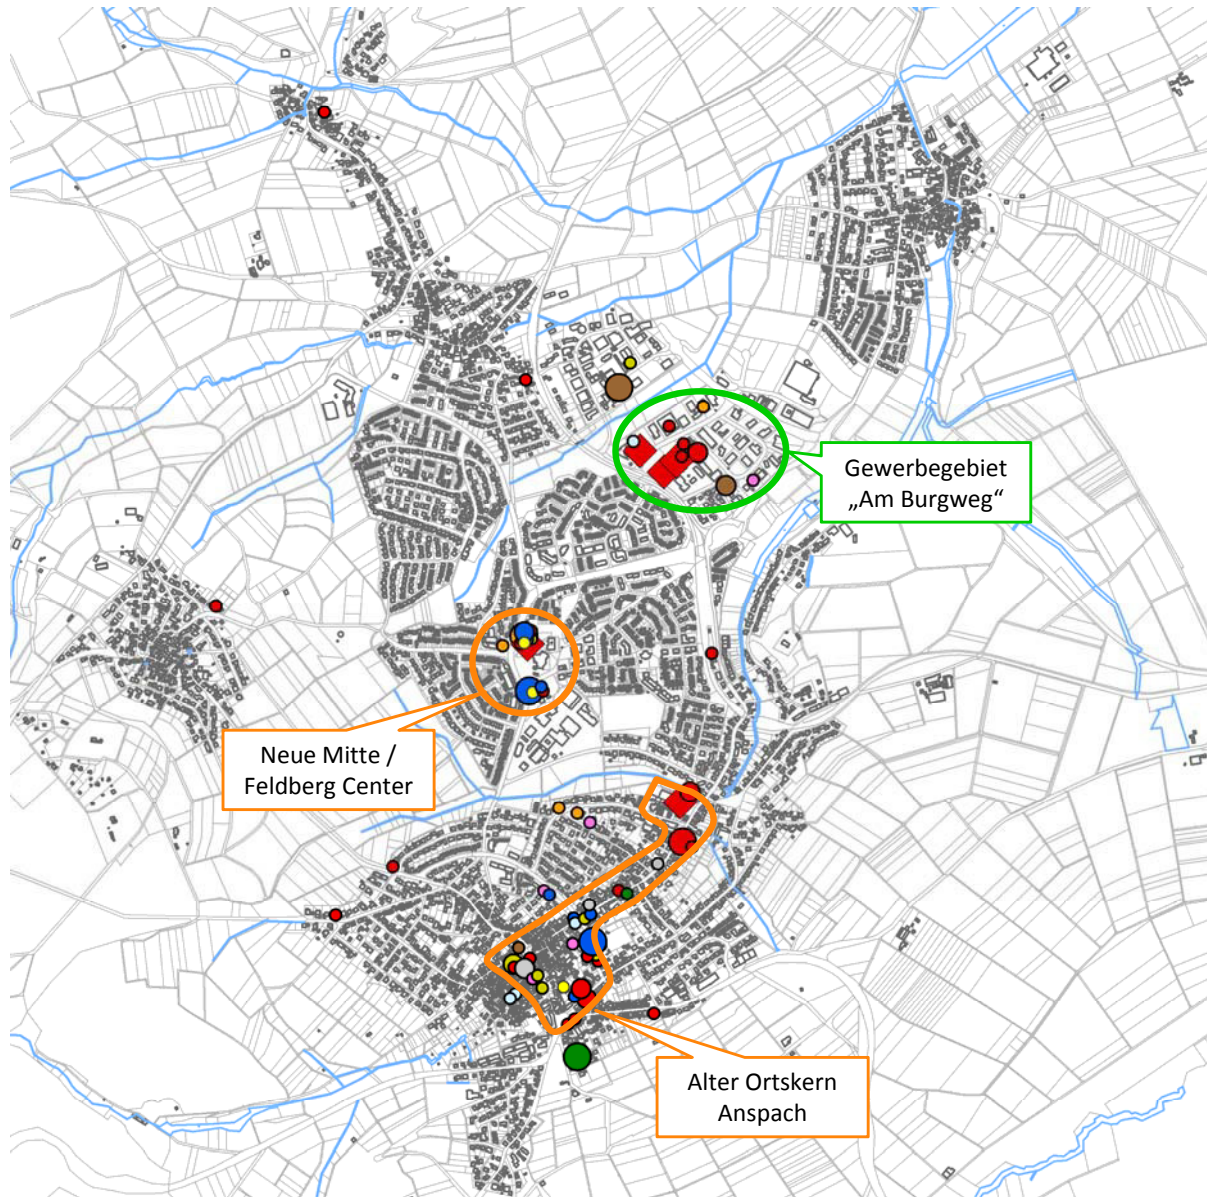 Gewerbegebiet
„Am Burgweg“
Neue Mitte /
Feldberg Center
Alter Ortskern
Anspach